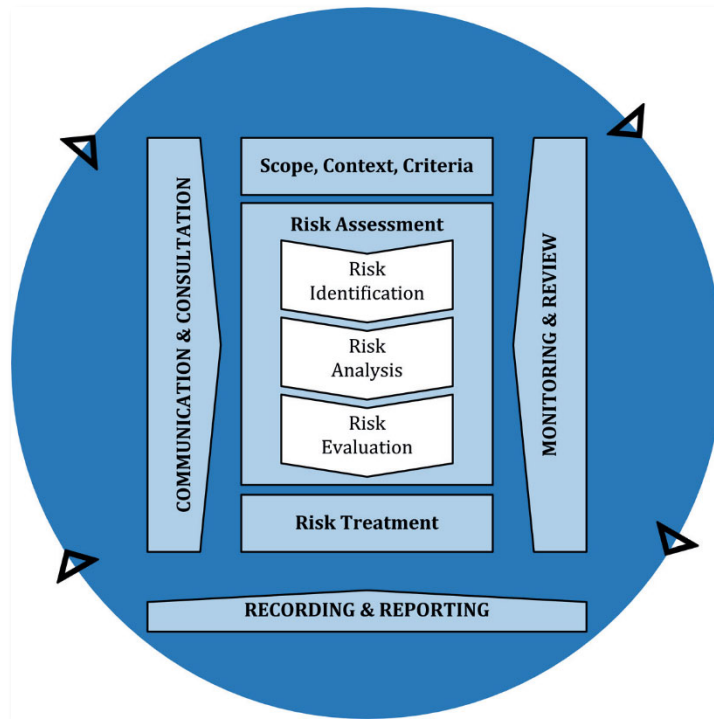 Scope, Context, Criteria
COMMUNICATION & CONSULTATION
Risk Assessment
Risk
Identification
Risk
Analysis
Risk
Evaluation
MONITORING & REVIEW
Risk Treatment
RECORDING & REPORTING